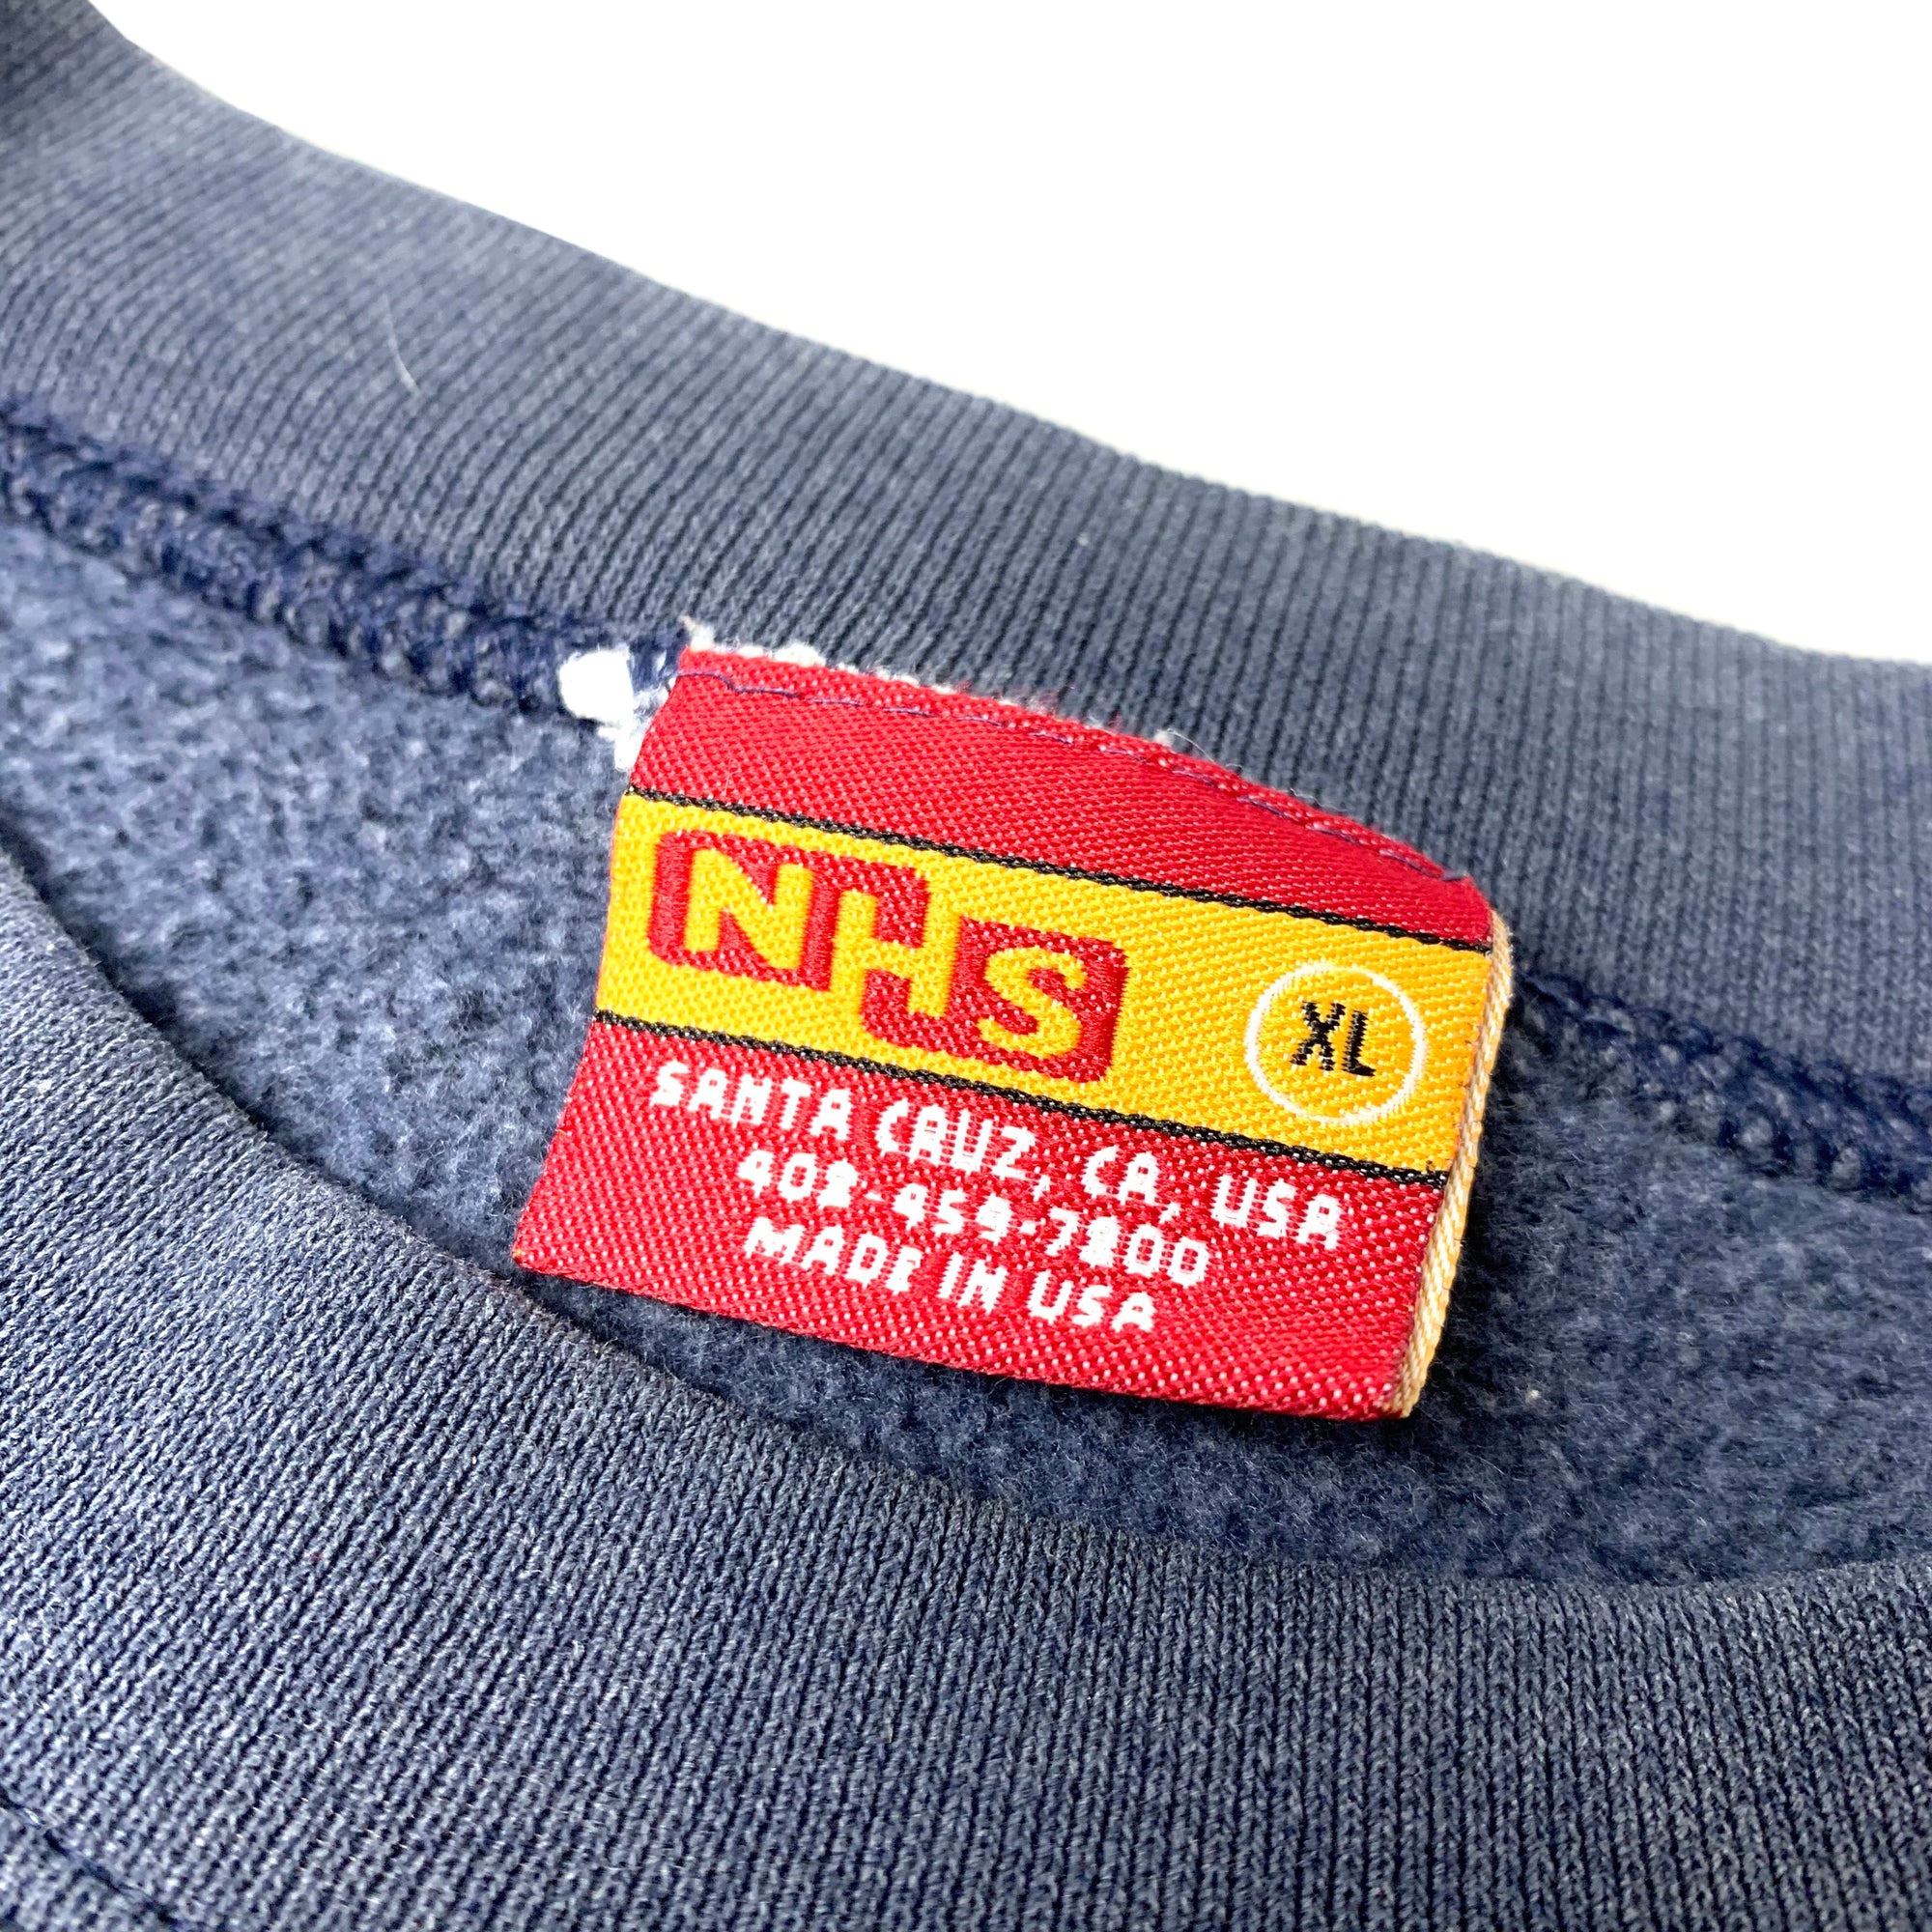 NHS
XL
SANTA CRUZ, CA, USA
408-459-7800
MADE IN USA